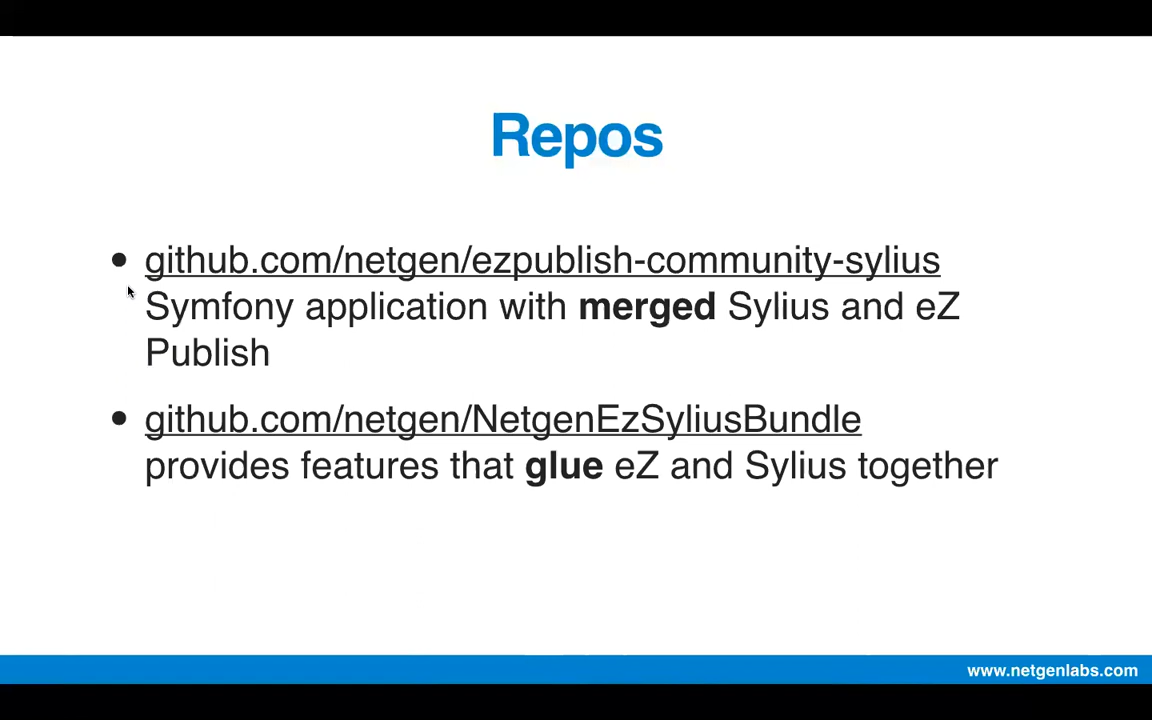 Repos
• github.com/netgen/ezpublish-community-sylius
Symfony application with merged Sylius and eZ
Publish
• github.com/netgen/NetgenEzSyliusBundle
provides features that glue eZ and Sylius together
www.netgenlabs.com